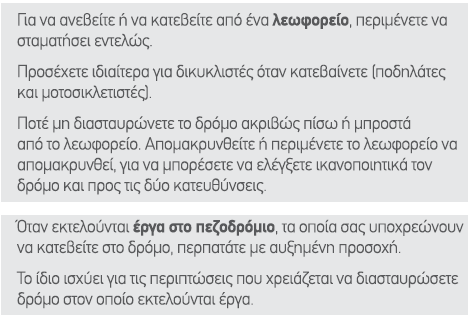 Για να ανεβείτε ή να κατεβείτε από ένα λεωφορείο, περιμένετε να
σταματήσει εντελώς.
Προσέχετε ιδιαίτερα για δικυκλιστές όταν κατεβαίνετε (ποδηλάτες
και μοτοσικλετιστές).
Ποτέ μη διασταυρώνετε το δρόμο ακριβώς πίσω ή μπροστά
από το λεωφορείο. Απομακρυνθείτε ή περιμένετε το λεωφορείο να
απομακρυνθεί, για να μπορέσετε να ελέγξετε ικανοποιητικά τον
δρόμο και προς τις δύο κατευθύνσεις.
Όταν εκτελούνται έργα στο πεζοδρόμιο, τα οποία σας υποχρεώνουν
να κατεβείτε στο δρόμο, περπατάτε με αυξημένη προσοχή.
Το ίδιο ισχύει για τις περιπτώσεις που χρειάζεται να διασταυρώσετε
δρόμο στον οποίο εκτελούνται έργα.